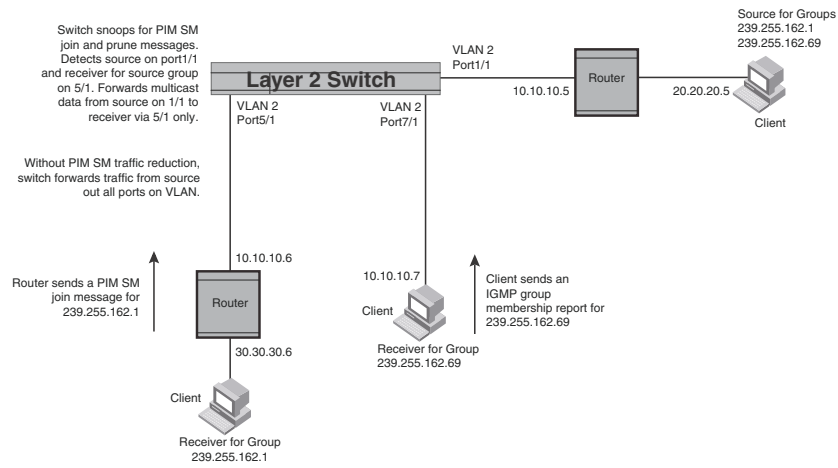 Switch snoops for PIM SM
join and prune messages.
Detects source on port1/1
and receiver for source group
on 5/1. Forwards multicast
data from source on 1/1 to
receiver via 5/1 only.
Without PIM SM traffic reduction,
switch forwards traffic from source
out all ports on VLAN.
Layer 2 Switch
VLAN 2
Port1/1
VLAN 2
Port5/1
VLAN 2
Port7/1
10.10.10.5
Router
20.20.20.5
Source for Groups
239.255.162.1
239.255.162.69
Client
Router sends a PIM SM
join message for
239.255.162.1
10.10.10.6
Router
30.30.30.6
Client
Receiver for Group
239.255.162.1
10.10.10.7
Client
Receiver for Group
239.255.162.69
Client sends an
IGMP group
membership report for
239.255.162.69